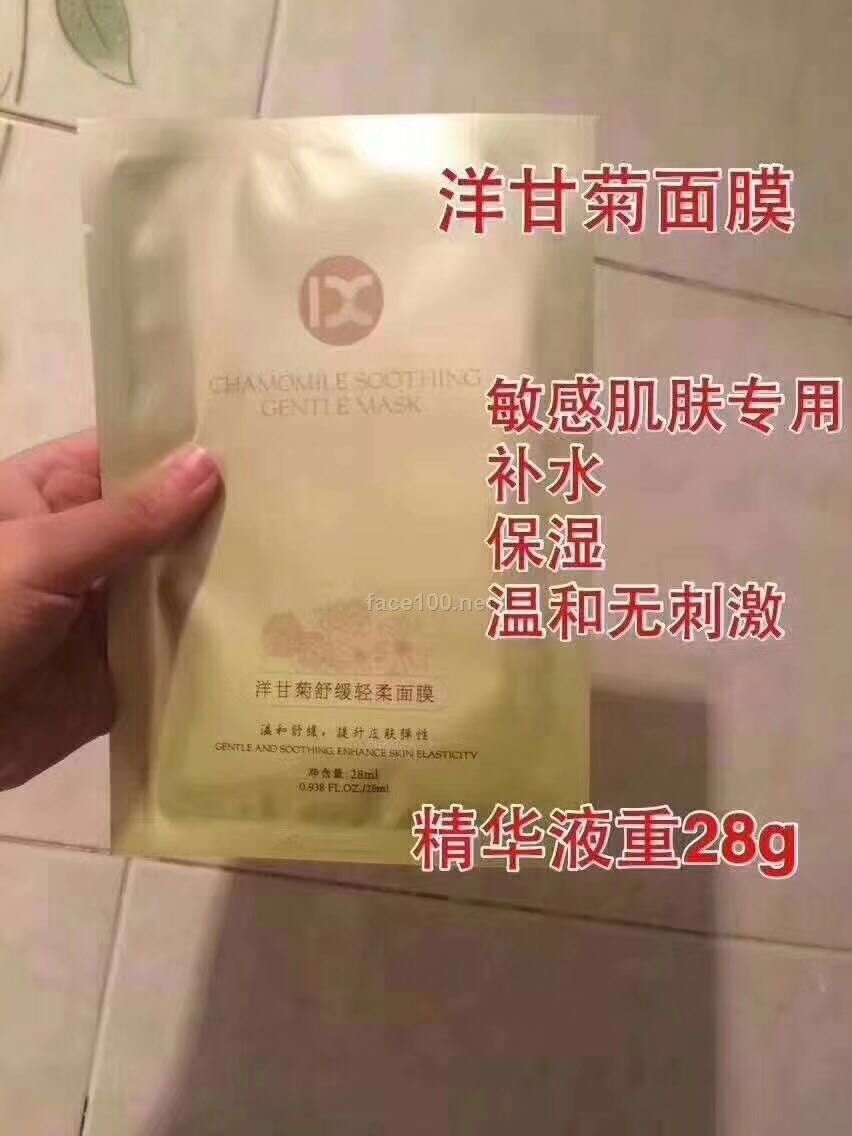 洋甘菊面膜
IX
CHAMOMILE SOOTHING
GENTLE MASK
敏感肌肤专用
补水
保湿
温和无刺激
face100.ne
洋甘菊舒缓轻柔面膜
温和舒缓,提升皮肤弹性
GENTLE AND SOOTHING, ENHANCE SKIN ELASTICITY
净含量:28ml
0.938 FL.OZ./28ml
精华液重28g